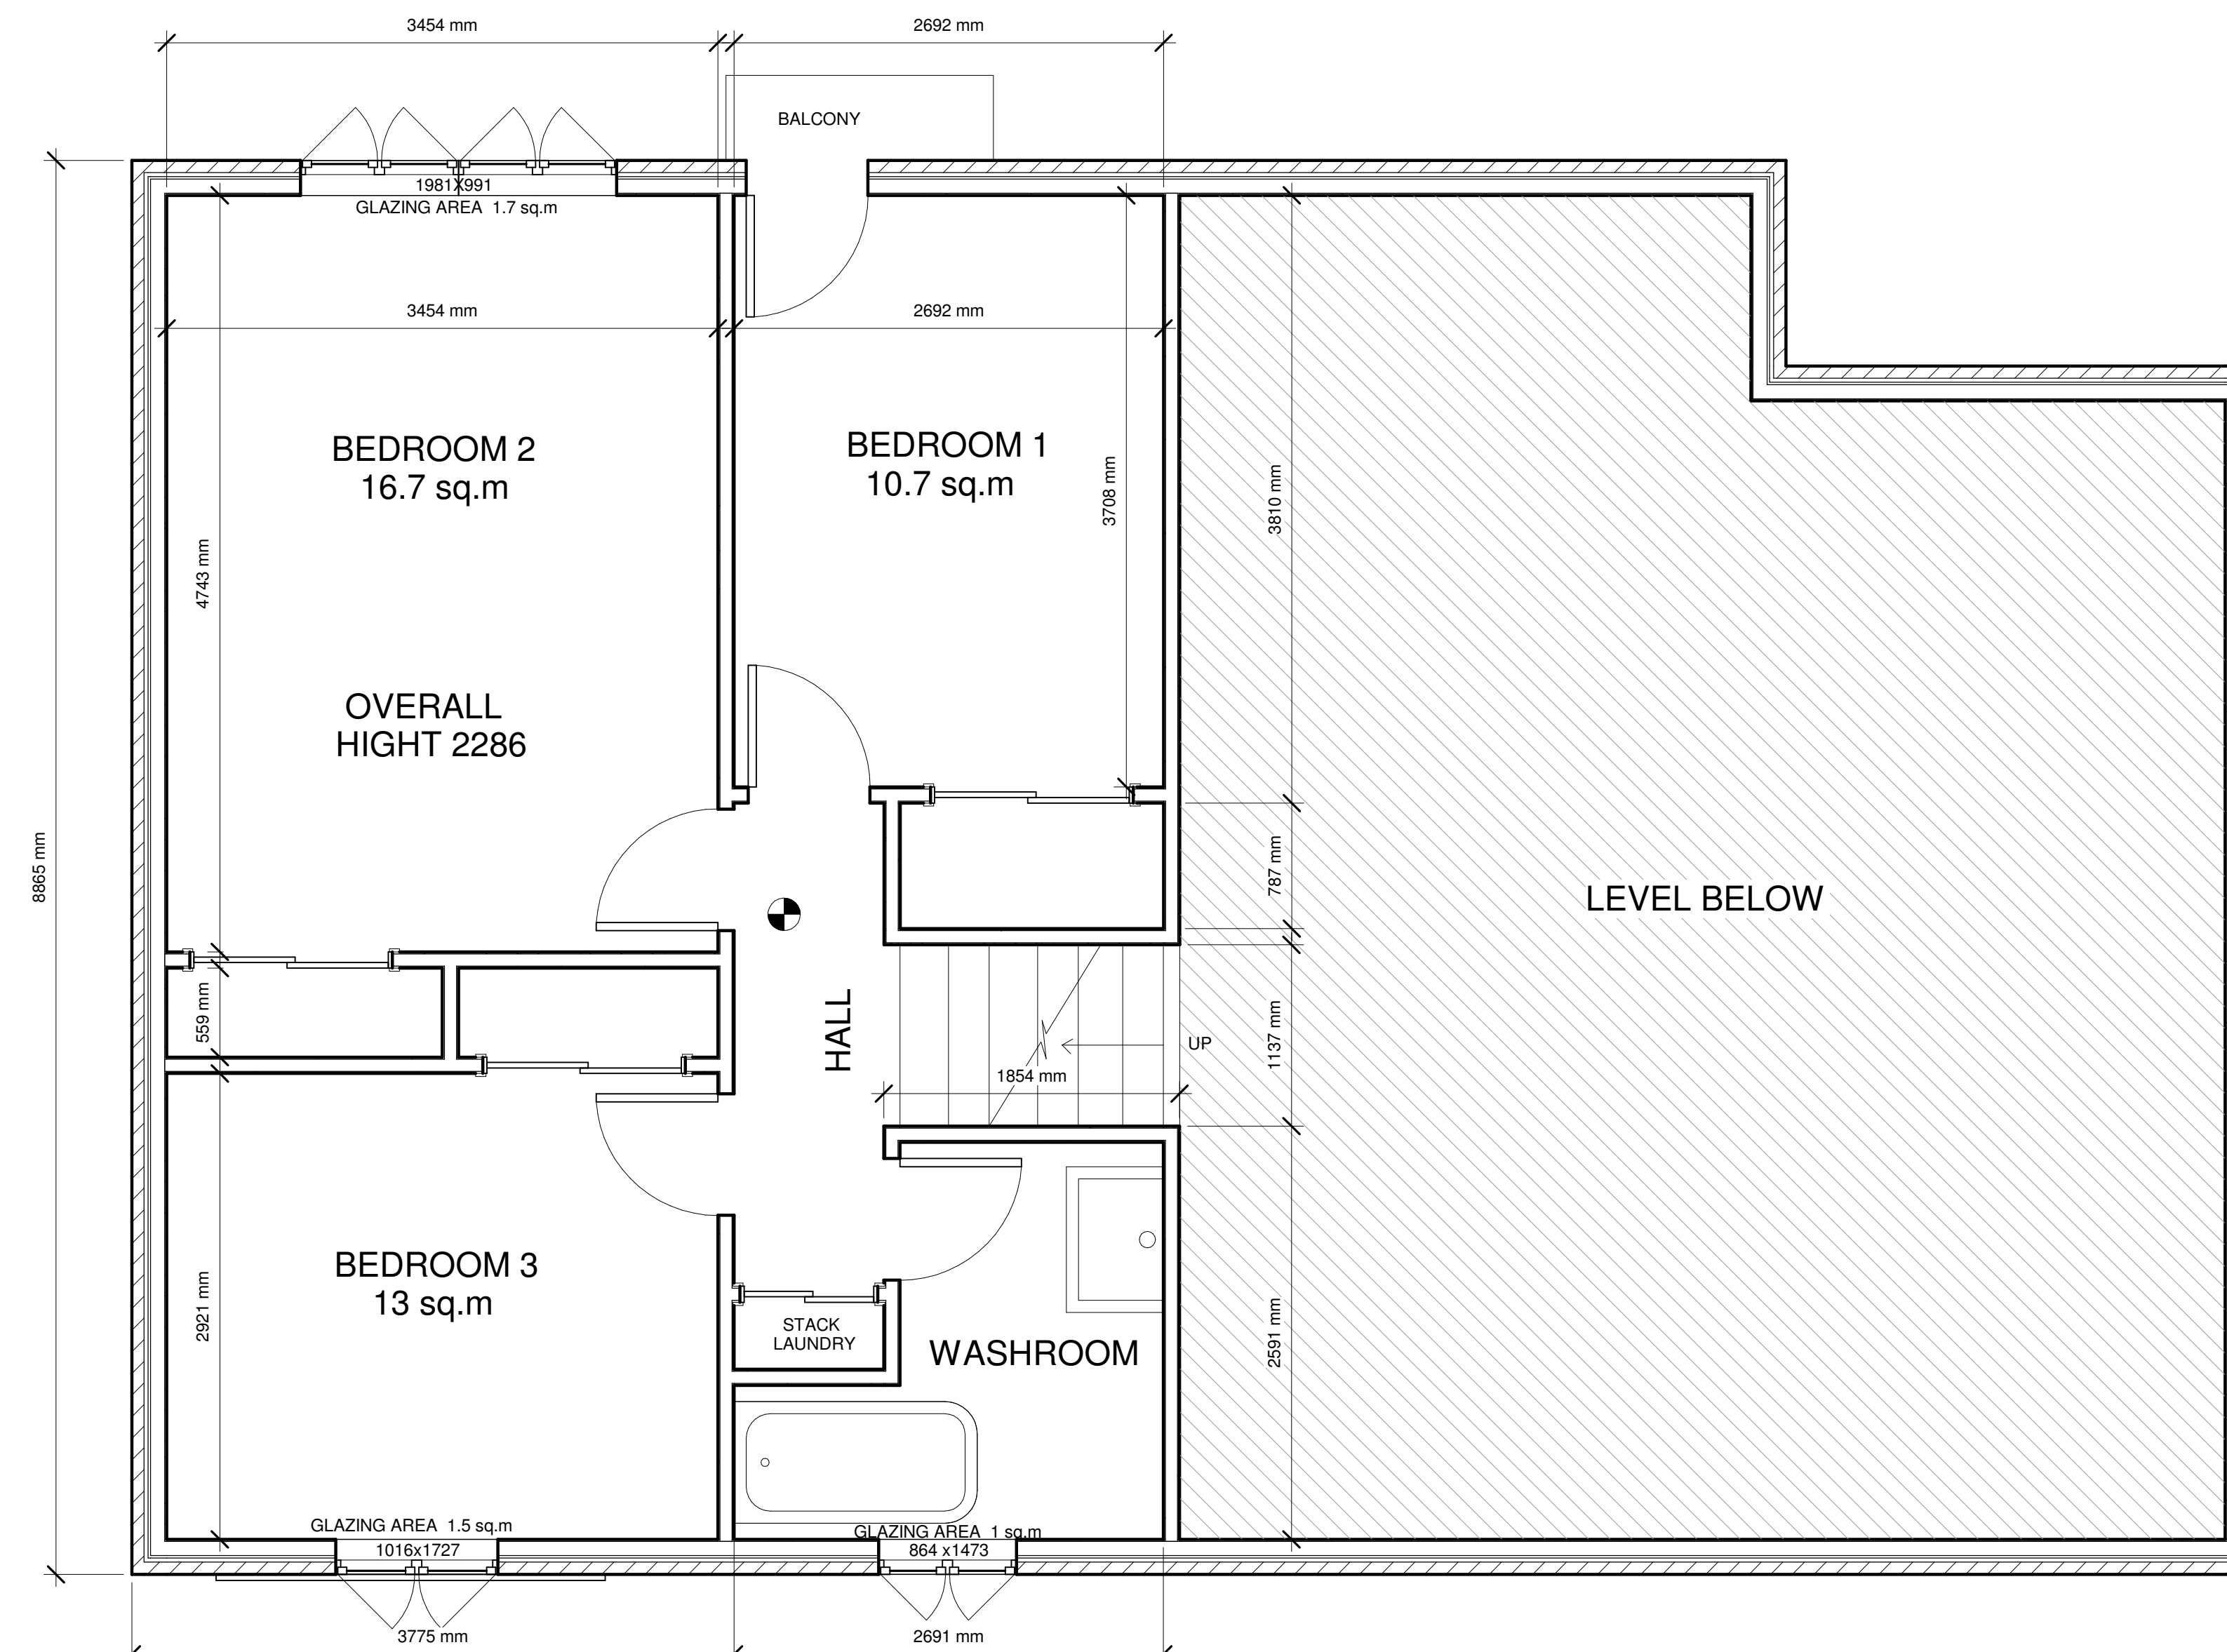 3454 mm
2692 mm
BALCONY
1981X991
GLAZING AREA 1.7 sq.m
3454 mm
2692 mm
BEDROOM 2
16.7 sq.m
BEDROOM 1
10.7 sq.m
3708 mm
3810 mm
4743 mm
OVERALL
HIGHT 2286
8865 mm
787 mm
LEVEL BELOW
559 mm
HALL
1137 mm
UP
1854 mm
BEDROOM 3
13 sq.m
2921 mm
STACK
LAUNDRY
WASHROOM
2591 mm
GLAZING AREA 1.5 sq.m
1016x1727
GLAZING AREA 1 sq.m
864 x1473
3775 mm
2691 mm